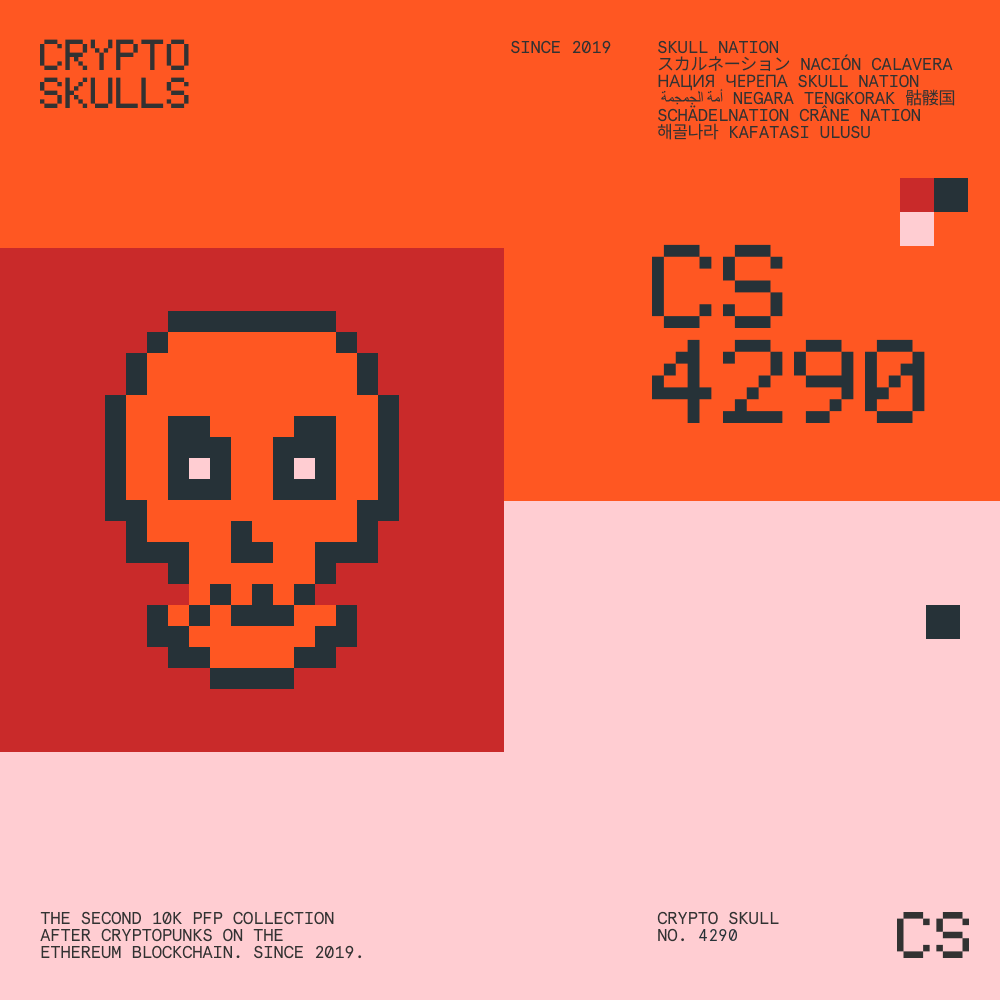 CRYPTO
SKULLS
SINCE 2019
SKULL NATION
スカルネーション NACIÓN CALAVERA
НАЦИЯ ЧЕРЕПА SKULL NATION
أمة الجمجمة NEGARA TENGKORAK 骷髅国
SCHÄDELNATION CRÂNE NATION
해골나라 KAFATASI ULUSU
CS
4290
THE SECOND 10K PFP COLLECTION
AFTER CRYPTOPUNKS ON THE
ETHEREUM BLOCKCHAIN. SINCE 2019.
CRYPTO SKULL
NO. 4290
CS